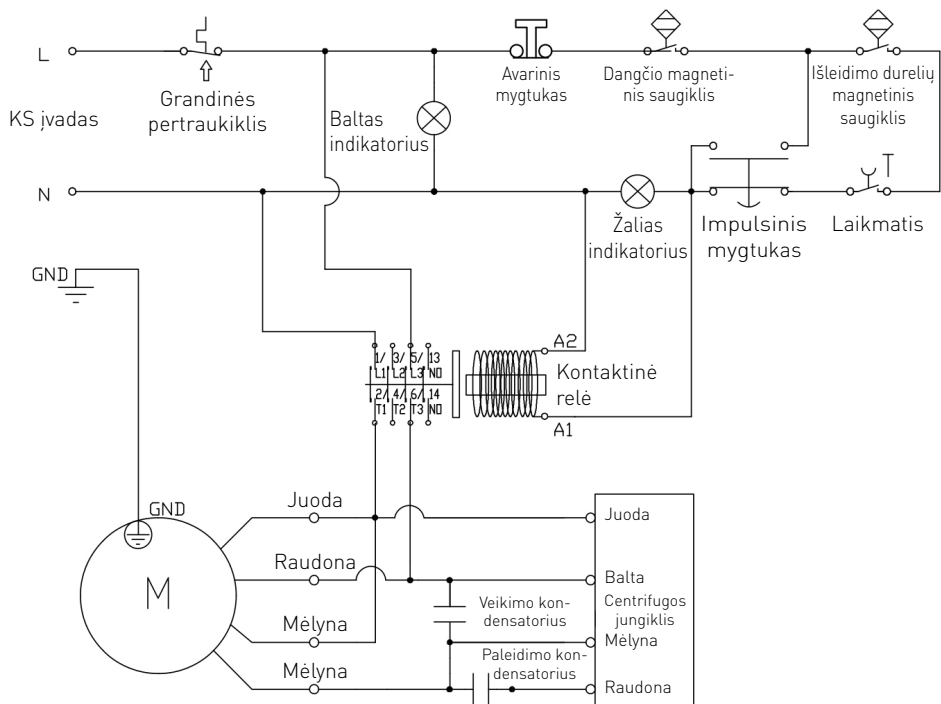 L
Grandinės
pertraukiklis
KS įvadas
Baltas
indikatorius
Avarinis
mygtukas
Dangčio magneti-
nis saugiklis
Išleidimo durelių
magnetinis
saugiklis
N
Žalias
indikatorius
Impulsinis
mygtukas
T
Laikmatis
GND
1/ 3/ 5/ 13
L1 L2 L3 NO
2/ 4/ 6/ 14
T1 T2 T3 NO
A2
Kontaktinė
relė
A1
GND
M
Juoda
Raudona
Mėlyna
Mėlyna
Veikimo kon-
densatorius
Paleidimo kon-
densatorius
Juoda
Balta
Centrifugos
jungiklis
Mėlyna
Raudona